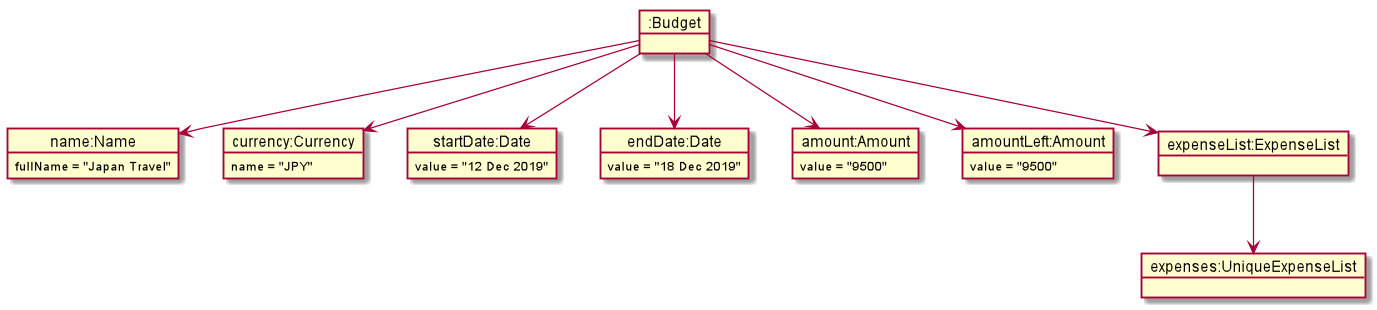 :Budget
name:Name
fullName = "Japan Travel"
currency:Currency
name = "JPY"
startDate:Date
value = "12 Dec 2019"
endDate:Date
value = "18 Dec 2019"
amount:Amount
value = "9500"
amountLeft:Amount
value = "9500"
expenseList:ExpenseList
expenses:UniqueExpenseList